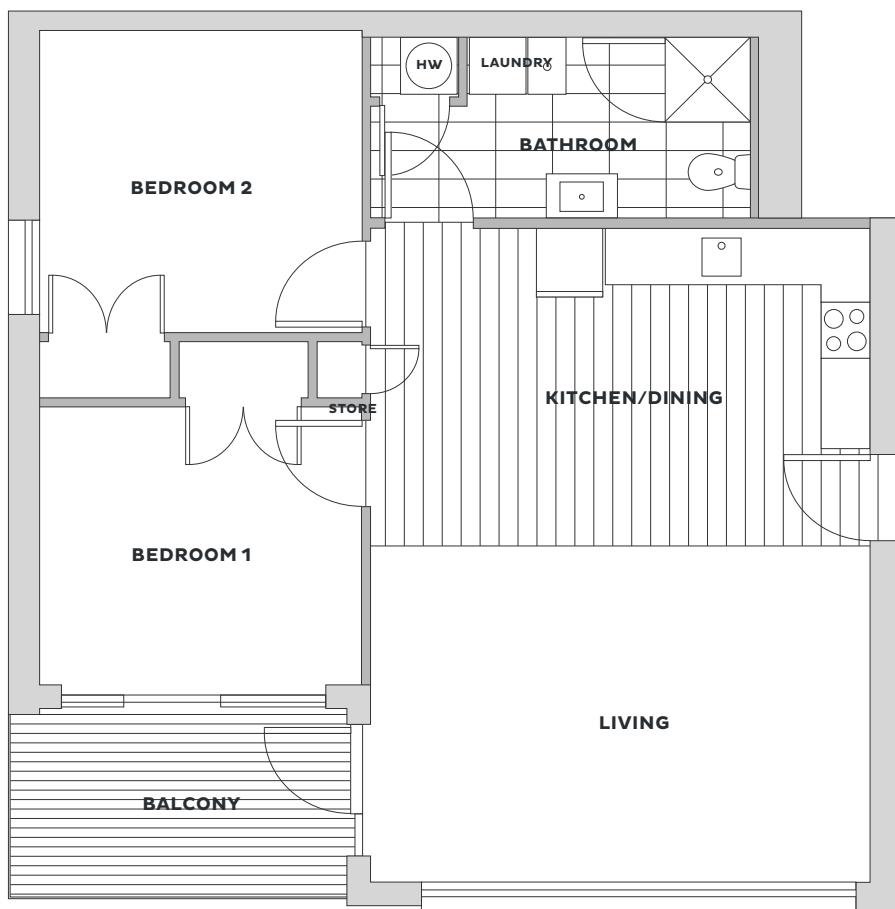 HW
LAUNDRY
BATHROOM
BEDROOM 2
KITCHEN/DINING
STORE
BEDROOM 1
LIVING
BALCONY